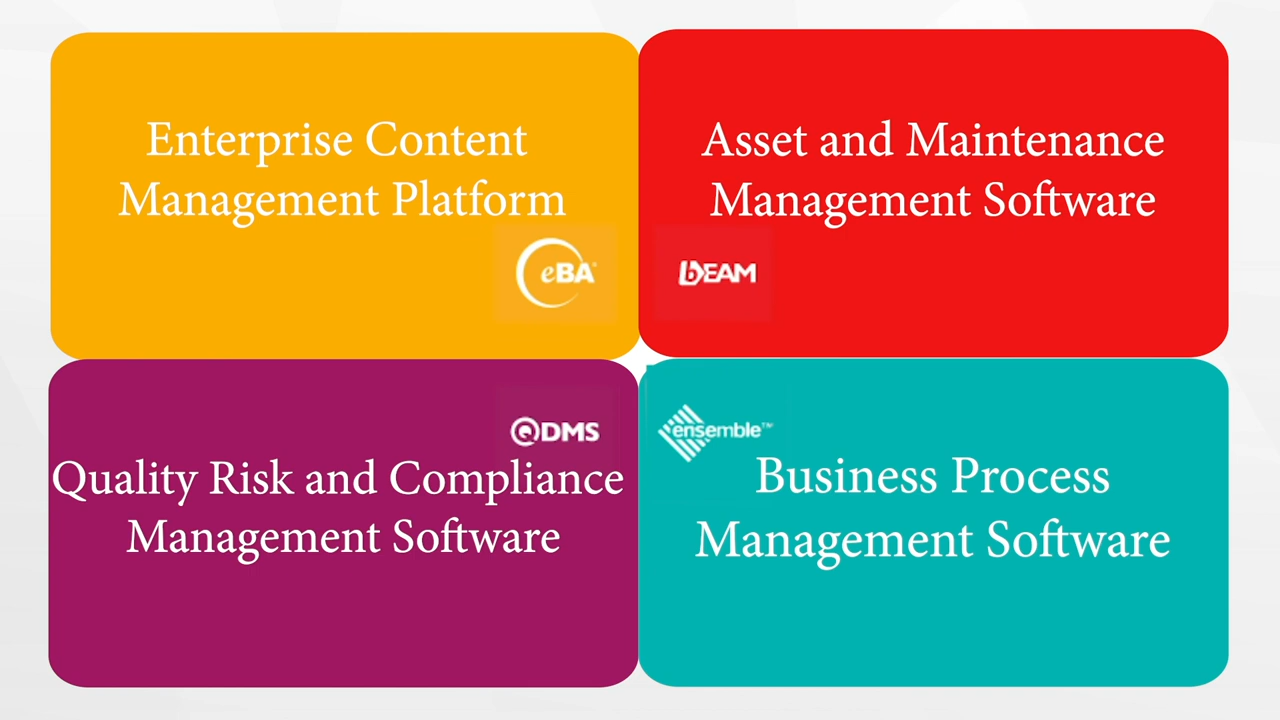 Enterprise Content
Management Platform
eBA
Asset and Maintenance
Management Software
bEAM
QDMS
Quality Risk and Compliance
Management Software
ensemble™
Business Process
Management Software